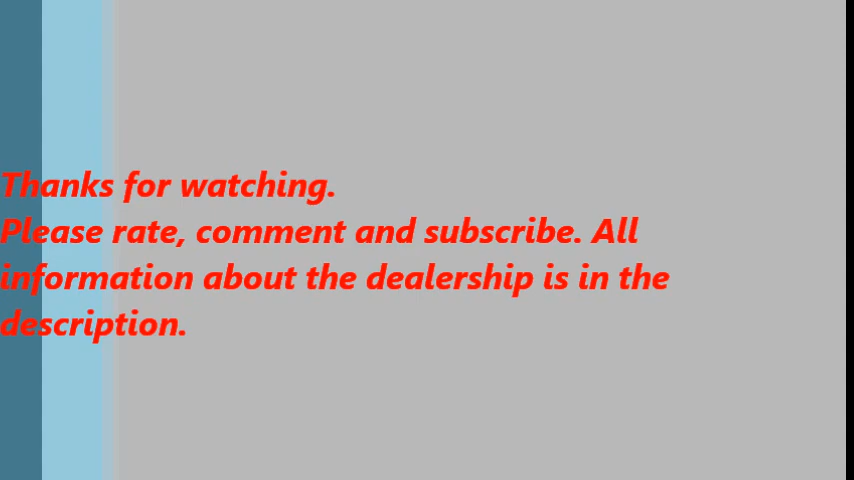 Thanks for watching.
Please rate, comment and subscribe. All
information about the dealership is in the
description.